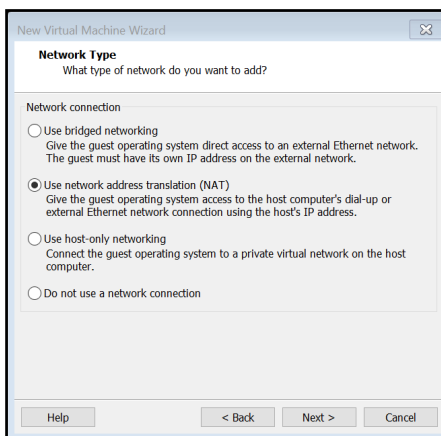 New Virtual Machine Wizard
Network Type
What type of network do you want to add?
Network connection
Use bridged networking
Give the guest operating system direct access to an external Ethernet network.
The guest must have its own IP address on the external network.
Use network address translation (NAT)
Give the guest operating system access to the host computer's dial-up or
external Ethernet network connection using the host's IP address.
Use host-only networking
Connect the guest operating system to a private virtual network on the host
computer.
Do not use a network connection
Help
< Back
Next >
Cancel